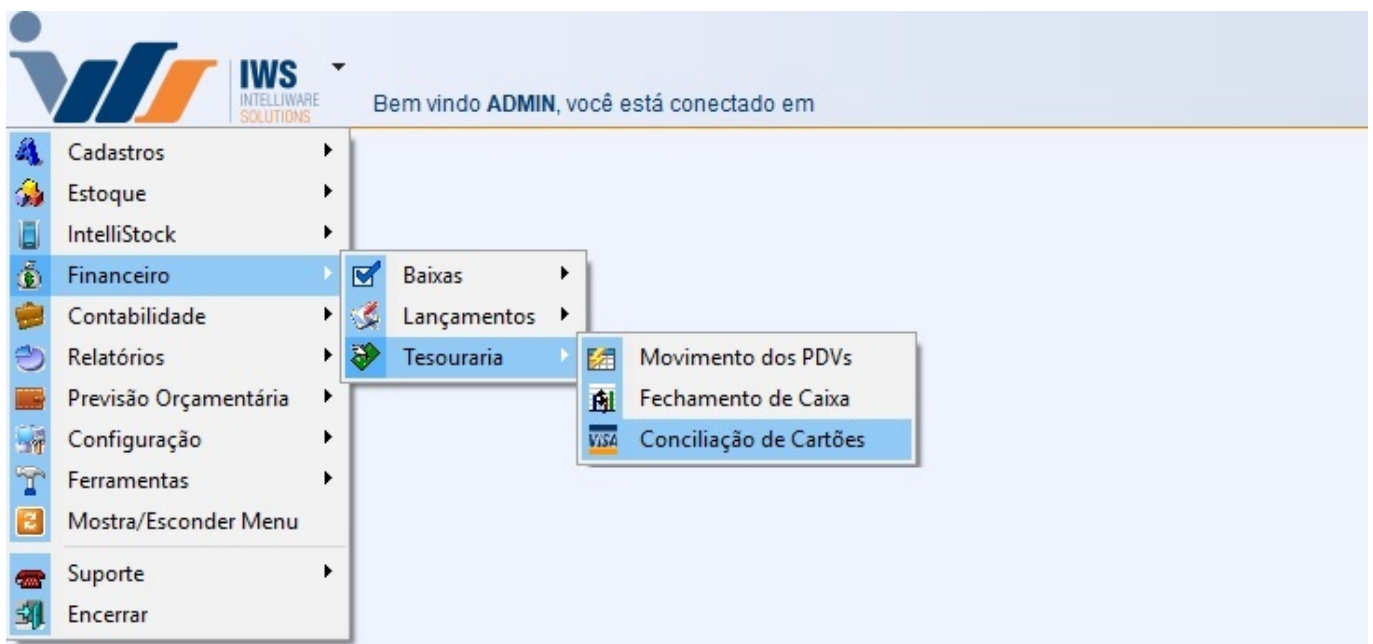 IWS
INTELLIWARE
SOLUTIONS
Bem vindo ADMIN, você está conectado em
Cadastros
Estoque
IntelliStock
Financeiro
Contabilidade
Relatórios
Previsão Orçamentária
Configuração
Ferramentas
Mostra/Esconder Menu
Suporte
Encerrar
Baixas
Lançamentos
Tesouraria
Movimento dos PDVs
Fechamento de Caixa
VISA
Conciliação de Cartões